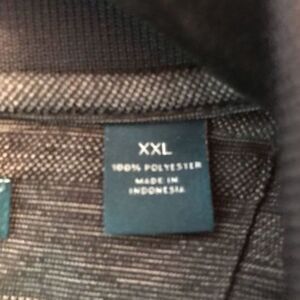 XXL
100% POLYESTER
MADE IN
INDONESIA